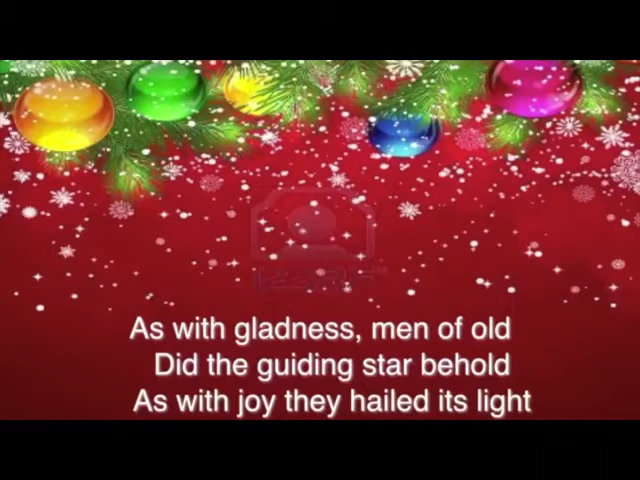 As with gladness, men of old
Did the guiding star behold
As with joy they hailed its light